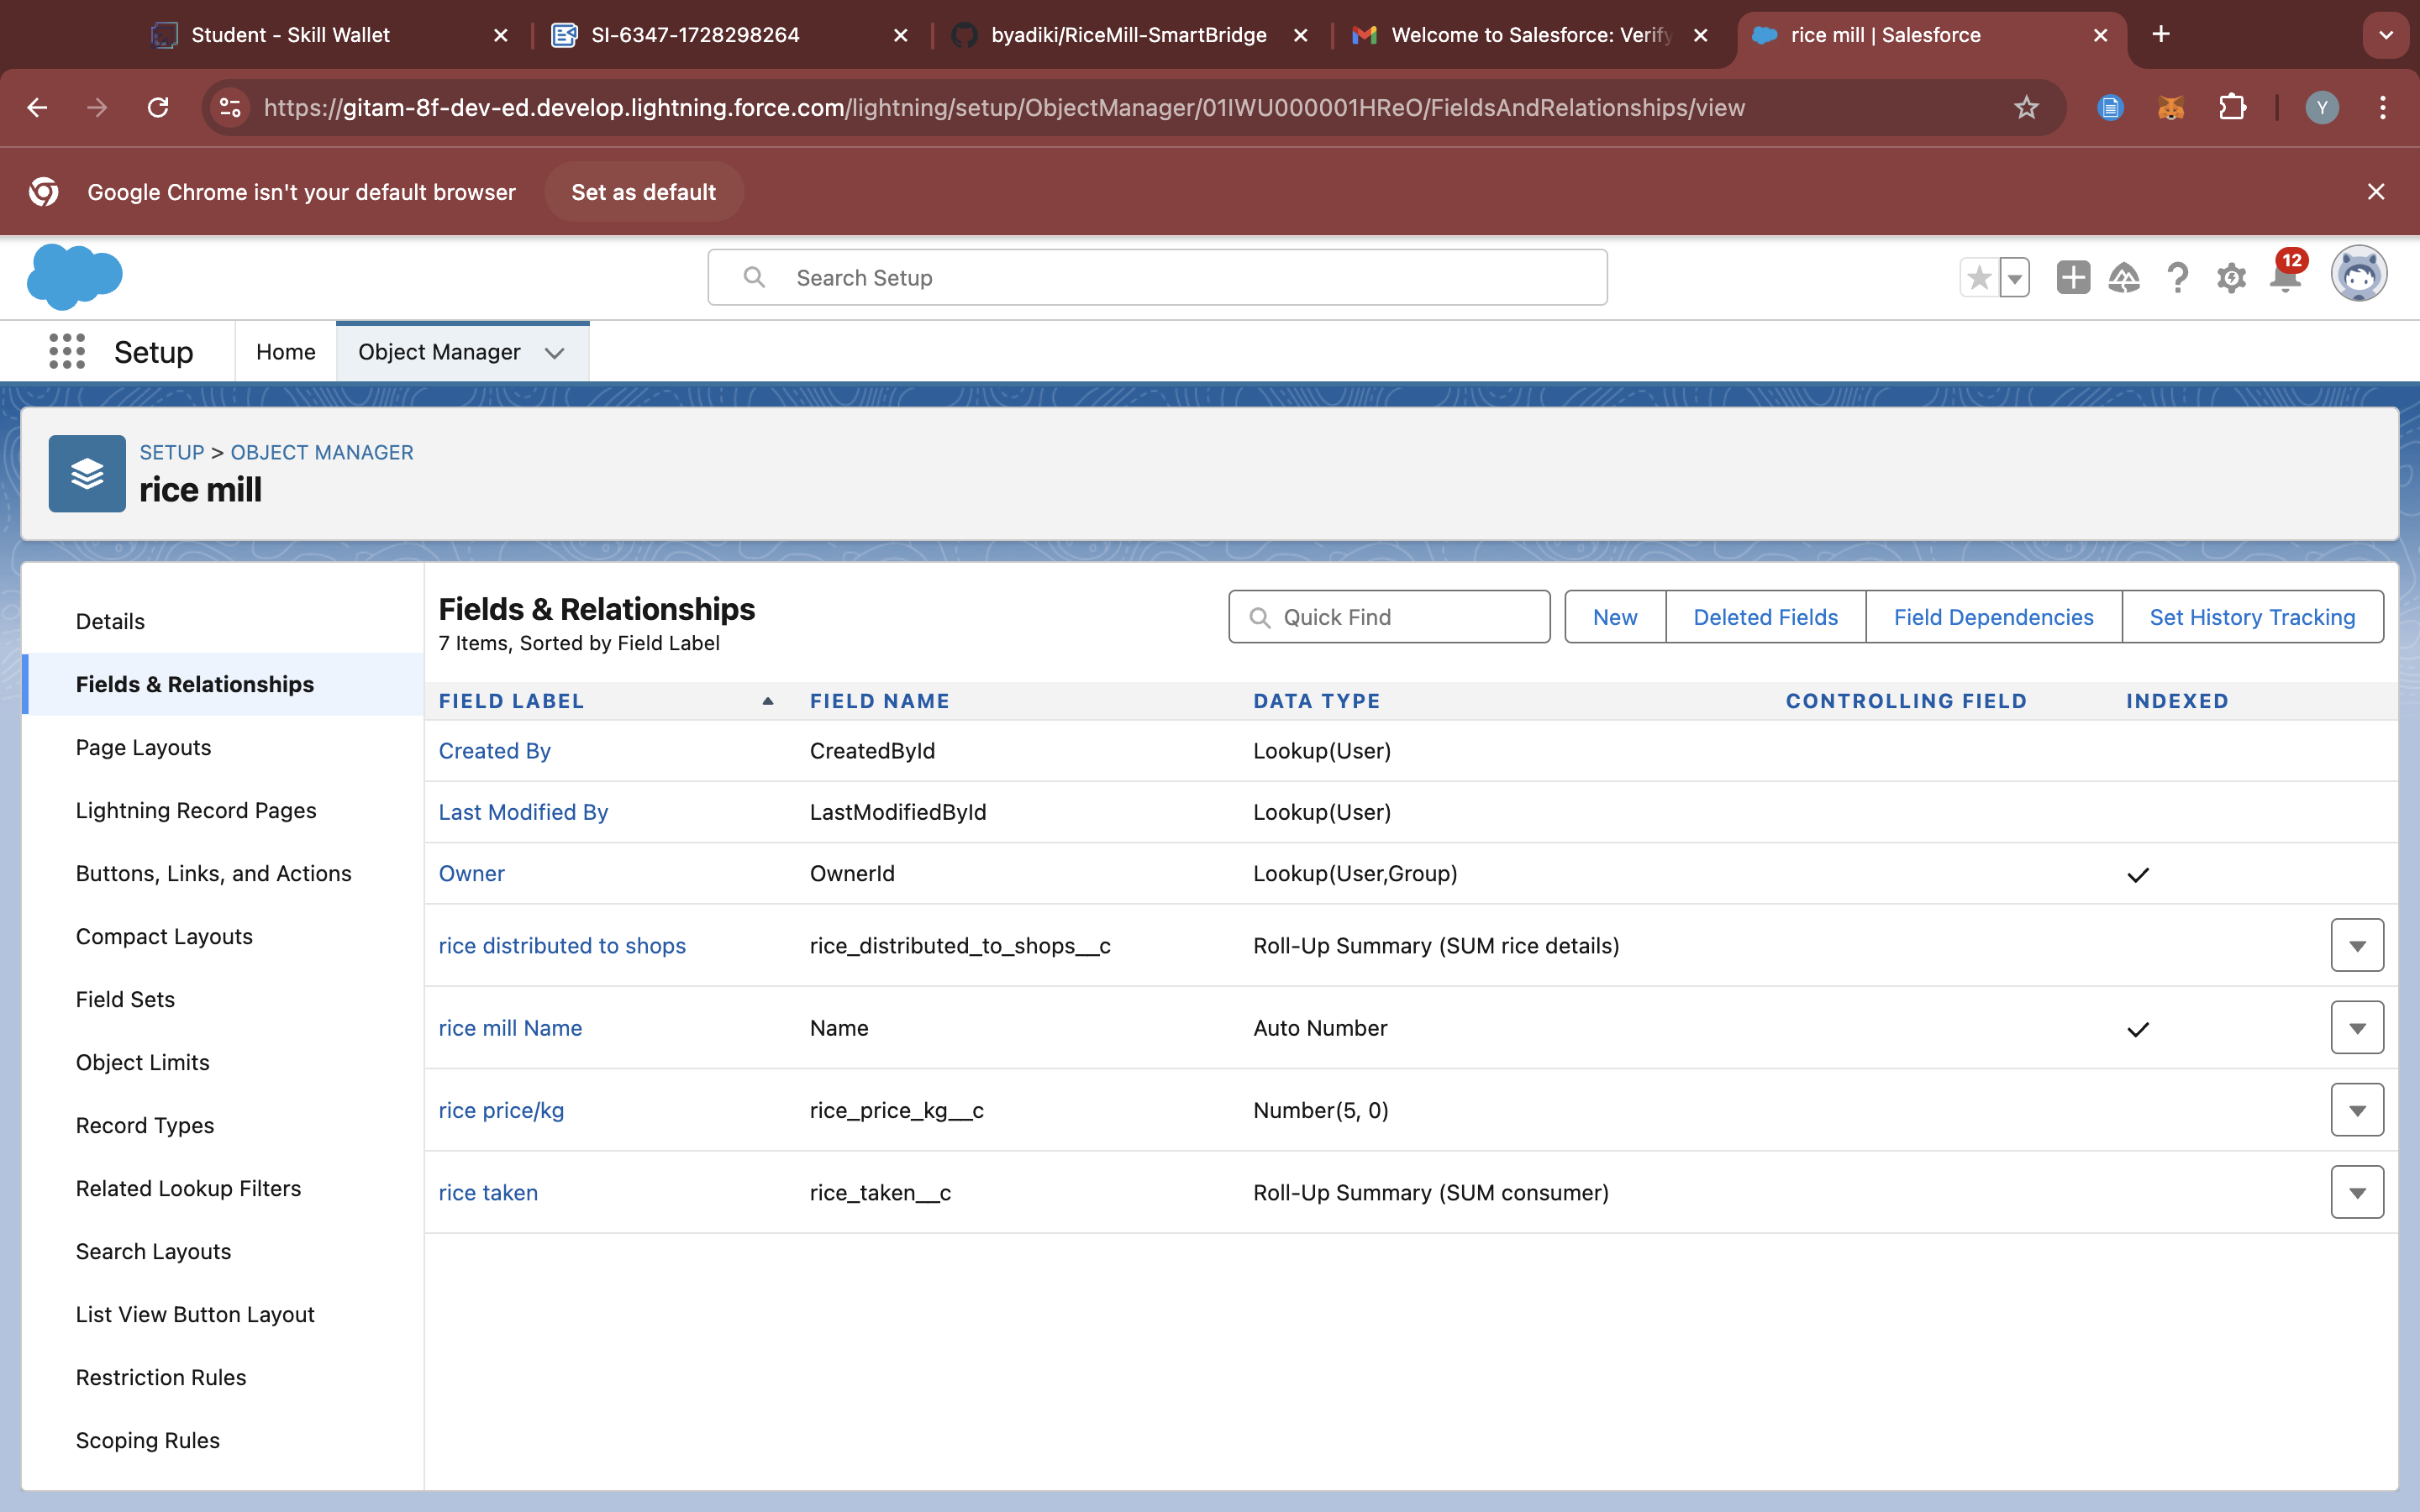 Student - Skill Wallet
SI-6347-1728298264
byadiki/RiceMill-SmartBridge
Welcome to Salesforce: Verify
rice mill | Salesforce
https://gitam-8f-dev-ed.develop.lightning.force.com/lightning/setup/ObjectManager/01IWU000001HReO/FieldsAndRelationships/view
Y
Google Chrome isn't your default browser
Set as default
Search Setup
12
Setup
Home
Object Manager
SETUP > OBJECT MANAGER
rice mill
Details
Fields & Relationships
Page Layouts
Lightning Record Pages
Buttons, Links, and Actions
Compact Layouts
Field Sets
Object Limits
Record Types
Related Lookup Filters
Search Layouts
List View Button Layout
Restriction Rules
Scoping Rules
Fields & Relationships
7 Items, Sorted by Field Label
Quick Find
New
Deleted Fields
Field Dependencies
Set History Tracking
FIELD LABEL FIELD NAME DATA TYPE CONTROLLING FIELD INDEXED
Created By CreatedById Lookup(User)
Last Modified By LastModifiedById Lookup(User)
Owner OwnerId Lookup(User,Group)
rice distributed to shops rice_distributed_to_shops__c Roll-Up Summary (SUM rice details)
rice mill Name Name Auto Number
rice price/kg rice_price_kg__c Number(5, 0)
rice taken rice_taken__c Roll-Up Summary (SUM consumer)